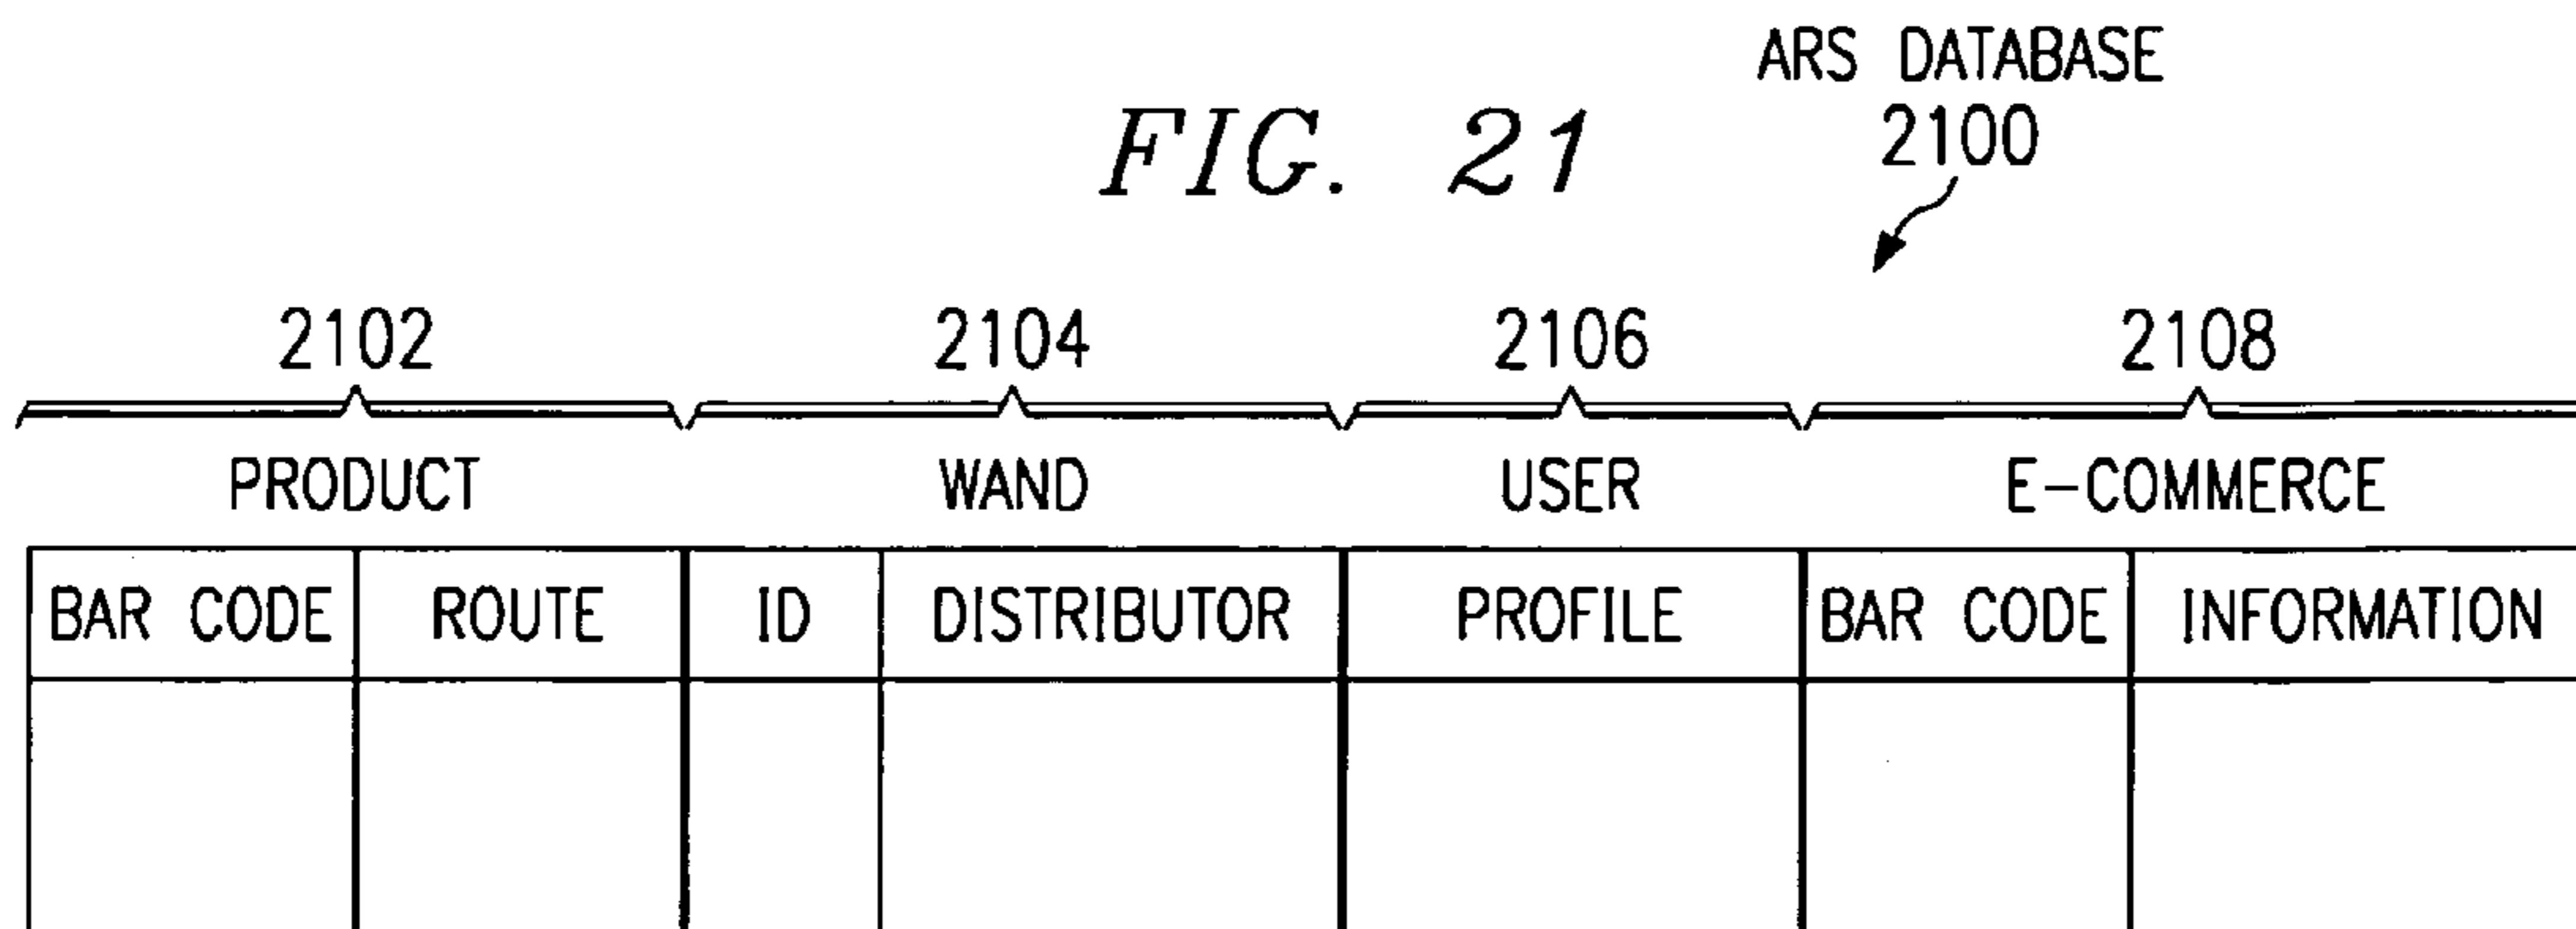 ARS DATABASE
2100
FIG. 21
2102 2104 2106 2108
PRODUCT WAND USER E-COMMERCE
BAR CODE ROUTE ID DISTRIBUTOR PROFILE BAR CODE INFORMATION